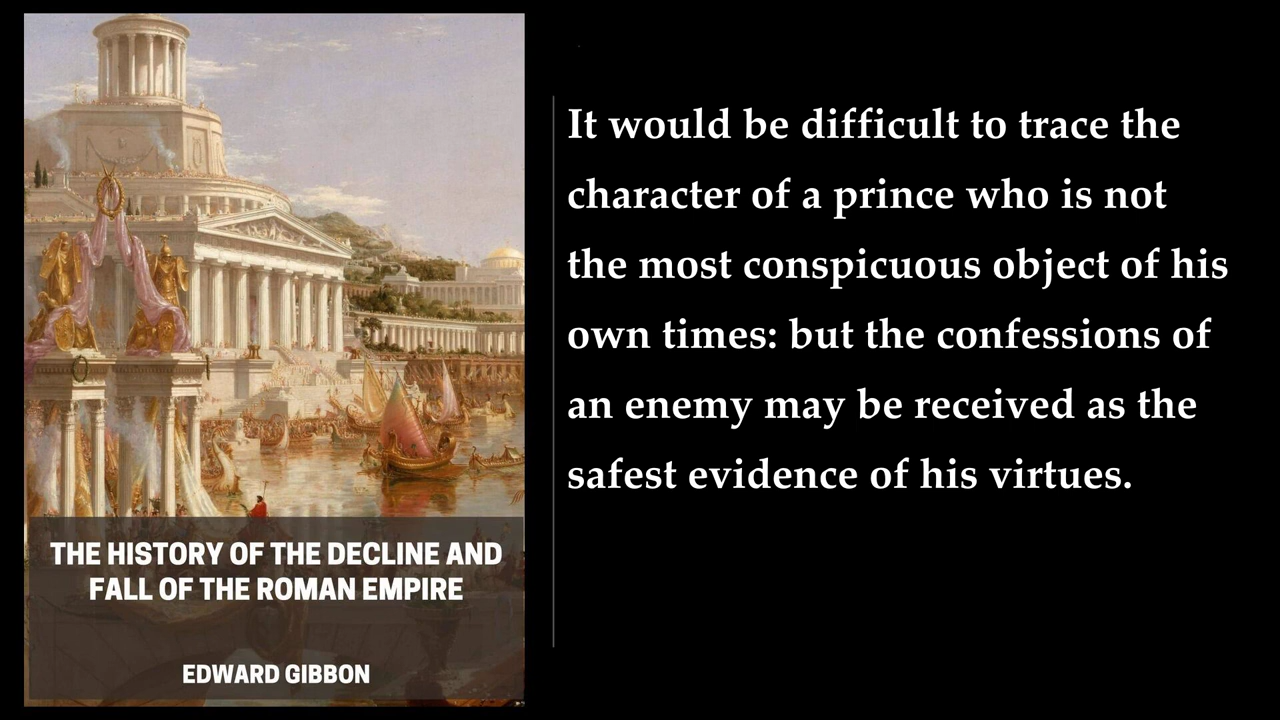 THE HISTORY OF THE DECLINE AND
FALL OF THE ROMAN EMPIRE
EDWARD GIBBON
It would be difficult to trace the
character of a prince who is not
the most conspicuous object of his
own times: but the confessions of
an enemy may be received as the
safest evidence of his virtues.